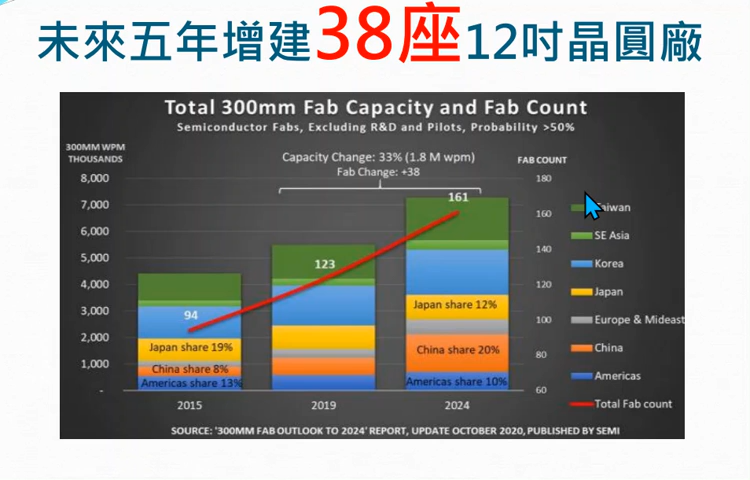 未來五年增建38座12吋晶圓廠
Total 300mm Fab Capacity and Fab Count
Semiconductor Fabs, Excluding R&D and Pilots, Probability >50%
300MM WPM
THOUSANDS
Capacity Change: 33% (1.8 M wpm)
Fab Change: +38
FAB COUNT
8,000
7,000
6,000
5,000
4,000
3,000
2,000
1,000
-
94
Japan share 19%
China share 8%
Americas share 13%
123
161
Japan share 12%
China share 20%
Americas share 10%
180
160
140
120
100
80
60
2015
2019
2024
Taiwan
SE Asia
Korea
Japan
Europe & Mideast
China
Americas
Total Fab count
SOURCE: '300MM FAB OUTLOOK TO 2024' REPORT, UPDATE OCTOBER 2020, PUBLISHED BY SEMI